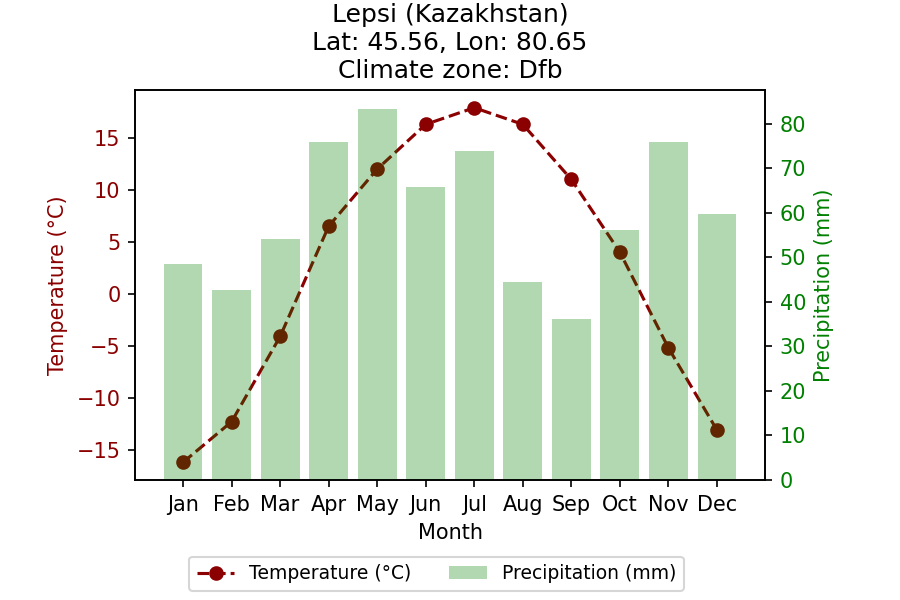 Lepsi (Kazakhstan)
Lat: 45.56, Lon: 80.65
Climate zone: Dfb
Temperature (°C)
15
10
5
0
−5
−10
−15
80
70
60
50
40
30
20
10
0
Precipitation (mm)
Jan Feb Mar Apr May Jun Jul Aug Sep Oct Nov Dec
Month
Temperature (°C) Precipitation (mm)